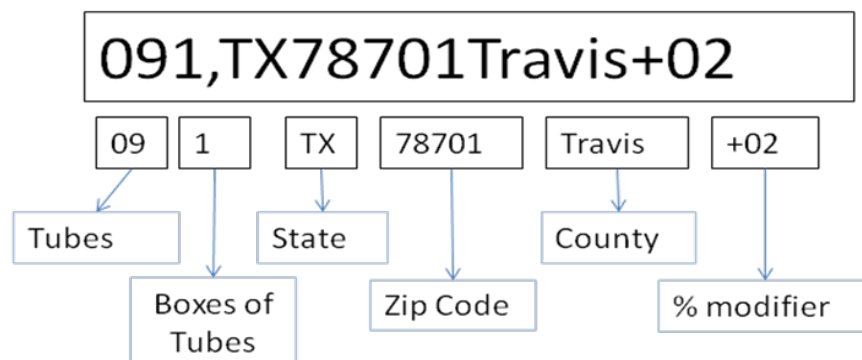 091,TX78701Travis+02
09 1 TX 78701 Travis +02
Tubes State County
Boxes of Tubes Zip Code % modifier